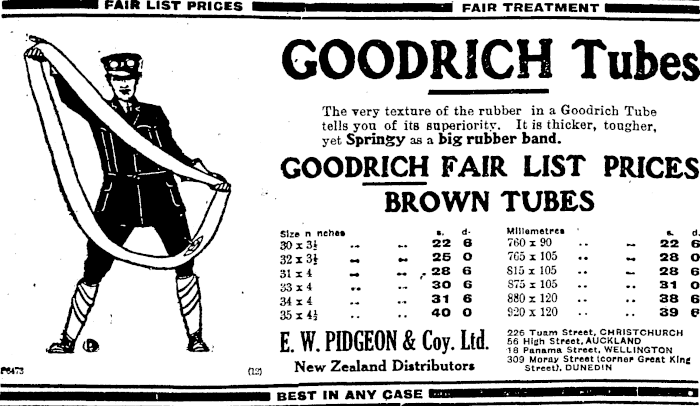 FAIR LIST PRICES
FAIR TREATMENT
GOODRICH Tubes
The very texture of the rubber in a Goodrich Tube
tells you of its superiority. It is thicker, tougher,
yet Springy as a big rubber band.
GOODRICH FAIR LIST PRICES
BROWN TUBES
Size n nches s. d.
30 x 3½ .. .. 22 6
32 x 3½ .. .. 25 0
31 x 4 .. .. 28 6
33 x 4 .. .. 30 6
34 x 4 .. .. 31 6
35 x 4½ .. .. 40 0
Millimetres s. d.
760 x 90 .. .. 22 6
765 x 105 .. .. 28 0
815 x 105 .. .. 28 6
875 x 105 .. .. 31 0
880 x 120 .. .. 38 6
920 x 120 .. .. 39 6
E. W. PIDGEON & Coy. Ltd.
New Zealand Distributors
226 Tuam Street, CHRISTCHURCH
56 High Street, AUCKLAND
18 Panama Street, WELLINGTON
309 Moray Street (corner Great King
Street), DUNEDIN
P6473
(12)
BEST IN ANY CASE